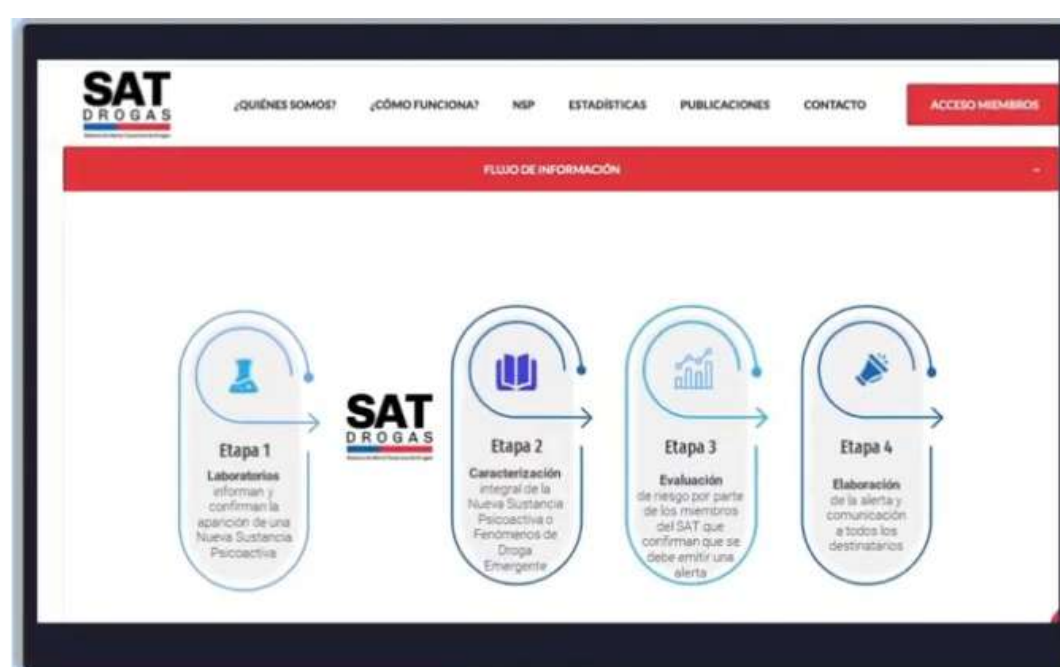 SAT
DROGAS
¿QUIÉNES SOMOS?
¿CÓMO FUNCIONA?
NSP
ESTADÍSTICAS
PUBLICACIONES
CONTACTO
ACCESO MIEMBROS
FLUJO DE INFORMACIÓN
Etapa 1
Laboratorios
informan y
confirman la
aparición de una
Nueva Sustancia
Psicoactiva
SAT
DROGAS
Etapa 2
Caracterización
integral de la
Nueva Sustancia
Psicoactiva o
Fenómenos de
Droga
Emergente
Etapa 3
Evaluación
de riesgo por parte
de los miembros
del SAT que
confirman que se
debe emitir una
alerta
Etapa 4
Elaboración
de la alerta y
comunicación
a todos los
destinatarios